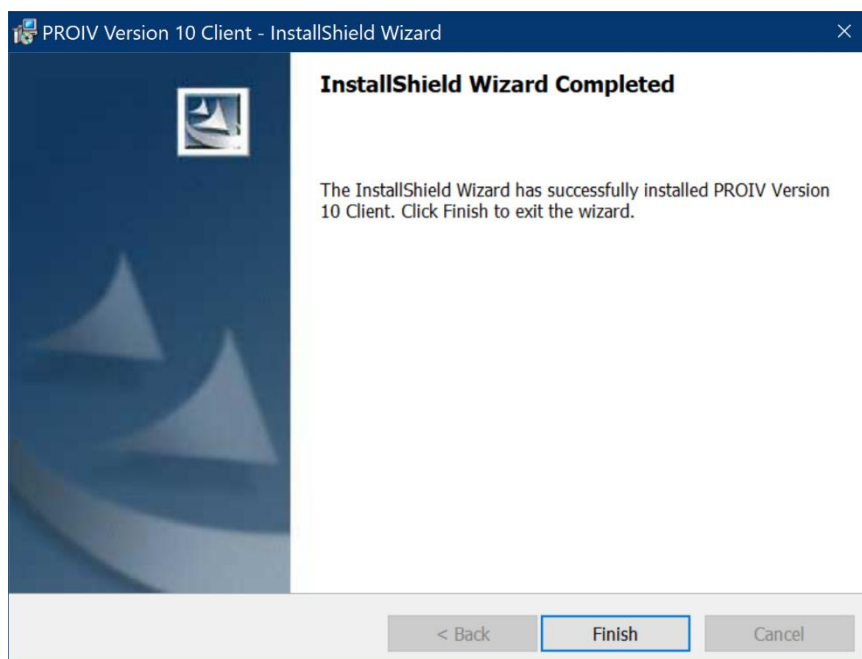 PROIV Version 10 Client - InstallShield Wizard
InstallShield Wizard Completed
The InstallShield Wizard has successfully installed PROIV Version
10 Client. Click Finish to exit the wizard.
< Back
Finish
Cancel